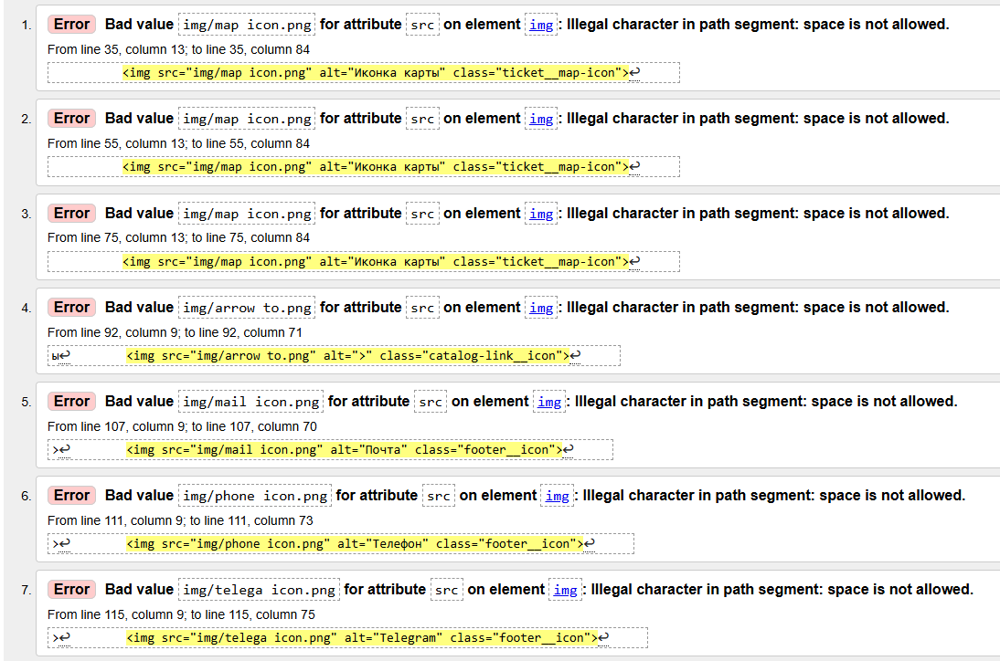 1. Error Bad value img/map icon.png for attribute src on element img: Illegal character in path segment: space is not allowed.
From line 35, column 13; to line 35, column 84
<img src="img/map icon.png" alt="Иконка карты" class="ticket__map-icon">↩
2. Error Bad value img/map icon.png for attribute src on element img: Illegal character in path segment: space is not allowed.
From line 55, column 13; to line 55, column 84
<img src="img/map icon.png" alt="Иконка карты" class="ticket__map-icon">↩
3. Error Bad value img/map icon.png for attribute src on element img: Illegal character in path segment: space is not allowed.
From line 75, column 13; to line 75, column 84
<img src="img/map icon.png" alt="Иконка карты" class="ticket__map-icon">↩
4. Error Bad value img/arrow to.png for attribute src on element img: Illegal character in path segment: space is not allowed.
From line 92, column 9; to line 92, column 71
ы↩ <img src="img/arrow to.png" alt=">" class="catalog-link__icon">↩
5. Error Bad value img/mail icon.png for attribute src on element img: Illegal character in path segment: space is not allowed.
From line 107, column 9; to line 107, column 70
>↩ <img src="img/mail icon.png" alt="Почта" class="footer__icon">↩
6. Error Bad value img/phone icon.png for attribute src on element img: Illegal character in path segment: space is not allowed.
From line 111, column 9; to line 111, column 73
>↩ <img src="img/phone icon.png" alt="Телефон" class="footer__icon">↩
7. Error Bad value img/telega icon.png for attribute src on element img: Illegal character in path segment: space is not allowed.
From line 115, column 9; to line 115, column 75
>↩ <img src="img/telega icon.png" alt="Telegram" class="footer__icon">↩